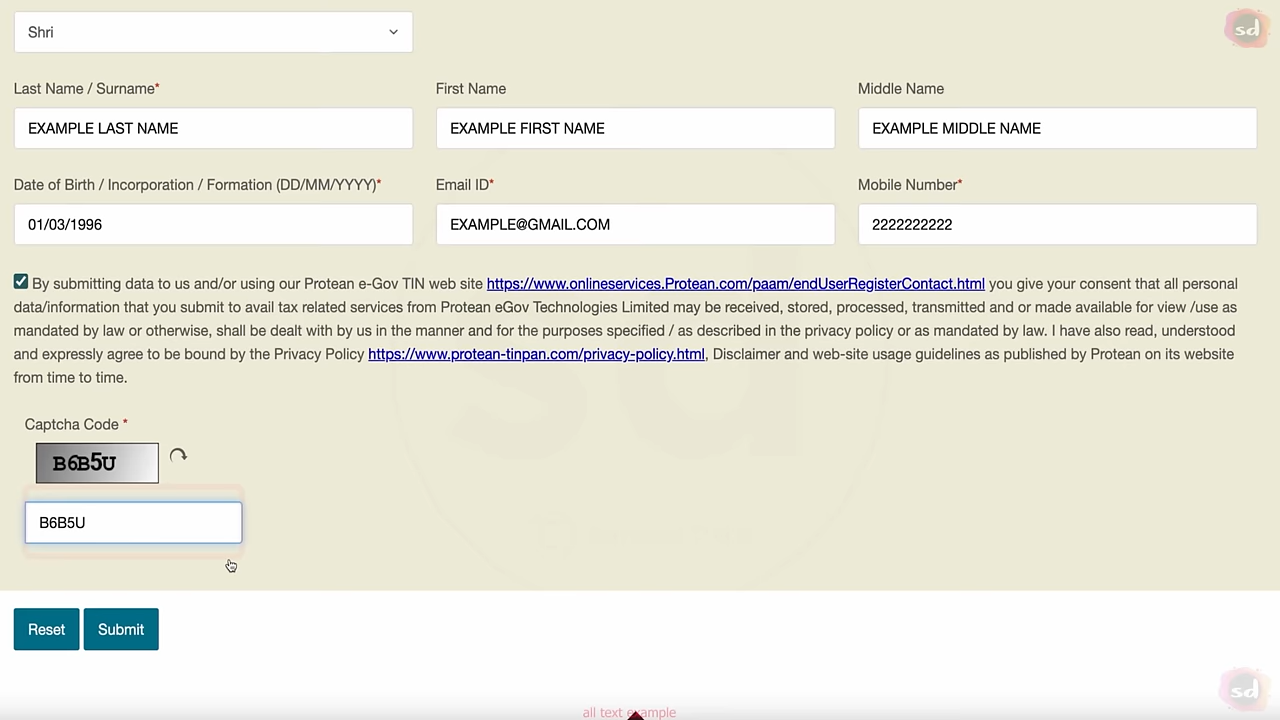 Shri
sd
Last Name / Surname*
First Name
Middle Name
EXAMPLE LAST NAME
EXAMPLE FIRST NAME
EXAMPLE MIDDLE NAME
Date of Birth / Incorporation / Formation (DD/MM/YYYY)*
Email ID*
Mobile Number*
01/03/1996
EXAMPLE@GMAIL.COM
2222222222
By submitting data to us and/or using our Protean e-Gov TIN web site https://www.onlineservices.Protean.com/paam/endUserRegisterContact.html you give your consent that all personal
data/information that you submit to avail tax related services from Protean eGov Technologies Limited may be received, stored, processed, transmitted and or made available for view /use as
mandated by law or otherwise, shall be dealt with by us in the manner and for the purposes specified / as described in the privacy policy or as mandated by law. I have also read, understood
and expressly agree to be bound by the Privacy Policy https://www.protean-tinpan.com/privacy-policy.html, Disclaimer and web-site usage guidelines as published by Protean on its website
from time to time.
Captcha Code *
B6B5U
B6B5U
Reset
Submit
sd
all text example